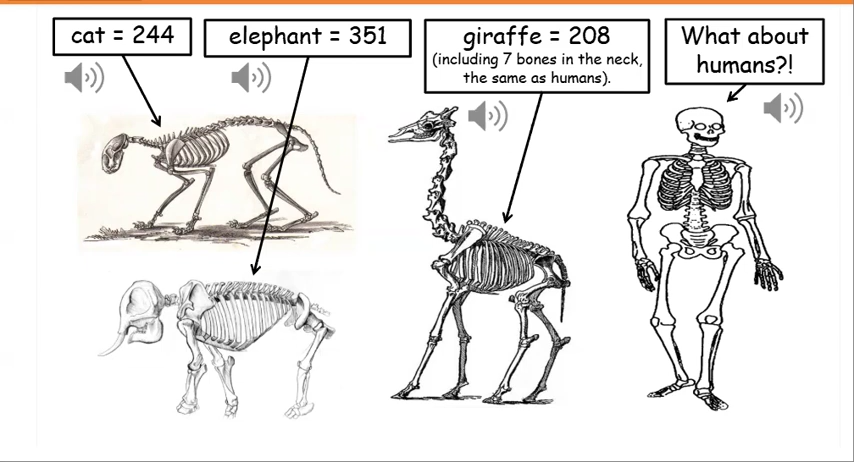 cat = 244
elephant = 351
giraffe = 208
(including 7 bones in the neck,
the same as humans).
What about
humans?!